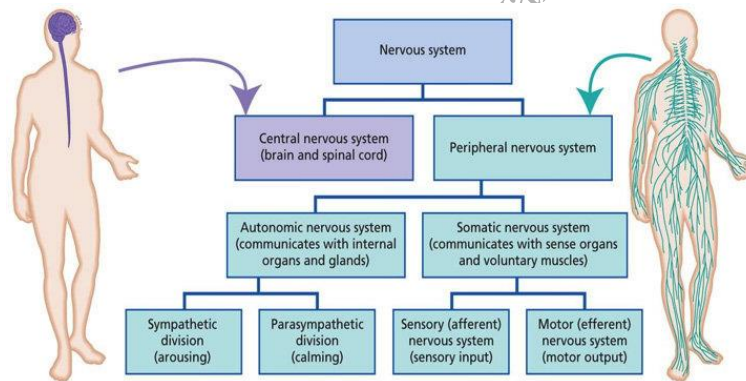 Nervous system
Central nervous system
(brain and spinal cord)
Peripheral nervous system
Autonomic nervous system
(communicates with internal
organs and glands)
Somatic nervous system
(communicates with sense organs
and voluntary muscles)
Sympathetic
division
(arousing)
Parasympathetic
division
(calming)
Sensory (afferent)
nervous system
(sensory input)
Motor (efferent)
nervous system
(motor output)